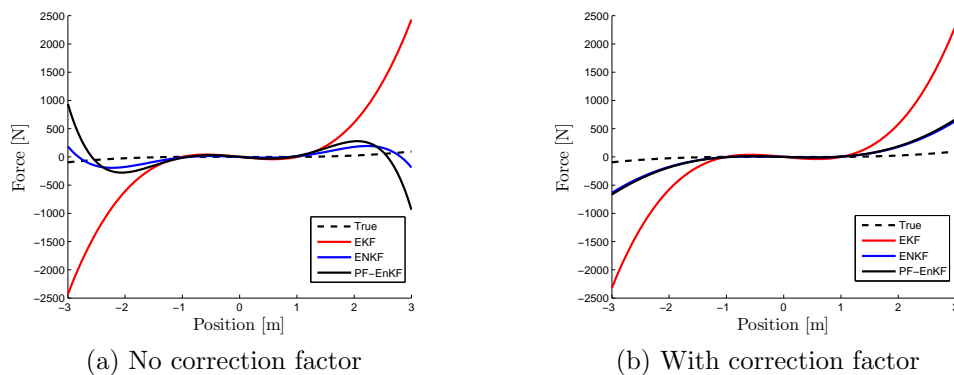 2500
2000
1500
1000
500
0
−500
−1000
−1500
−2000
−2500
Force [N]
−3 −2 −1 0 1 2 3
Position [m]
True
EKF
ENKF
PF−EnKF
(a) No correction factor
2500
2000
1500
1000
500
0
−500
−1000
−1500
−2000
−2500
Force [N]
−3 −2 −1 0 1 2 3
Position [m]
True
EKF
ENKF
PF−EnKF
(b) With correction factor